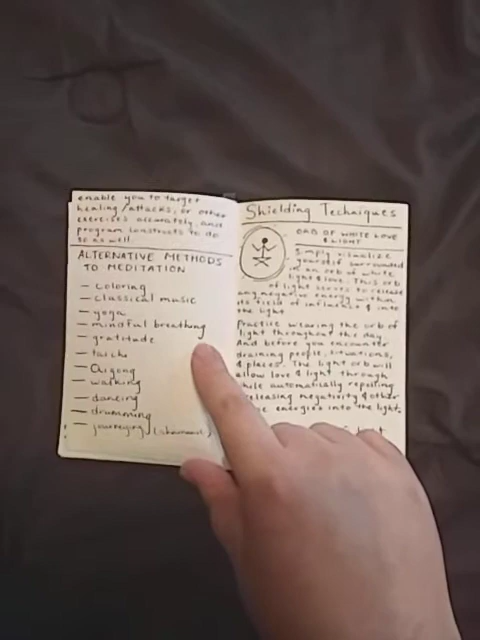 enable you to target
healing/attacks, or other
exercises accurately, and
program constructs to do
so as well.
ALTERNATIVE METHODS
TO MEDITATION
— coloring
— classical music
— yoga
— mindful breathing
— gratitude
— taichi
— Qigong
— walking
— dancing
— drumming
— journeying (shamanic)
Shielding Techniques
ORB OF WHITE LOVE
& LIGHT
Simply visualize
yourself surrounded
in an orb of white
light & love. This orb
of light serves to release
any negative energy within
its field of influence & into
the light.
Practice wearing the orb of
light throughout the day.
And before you encounter
draining people, situations,
& places. The light orb will
allow love & light through
while automatically repelling
releasing negativity & other
energies into the light.